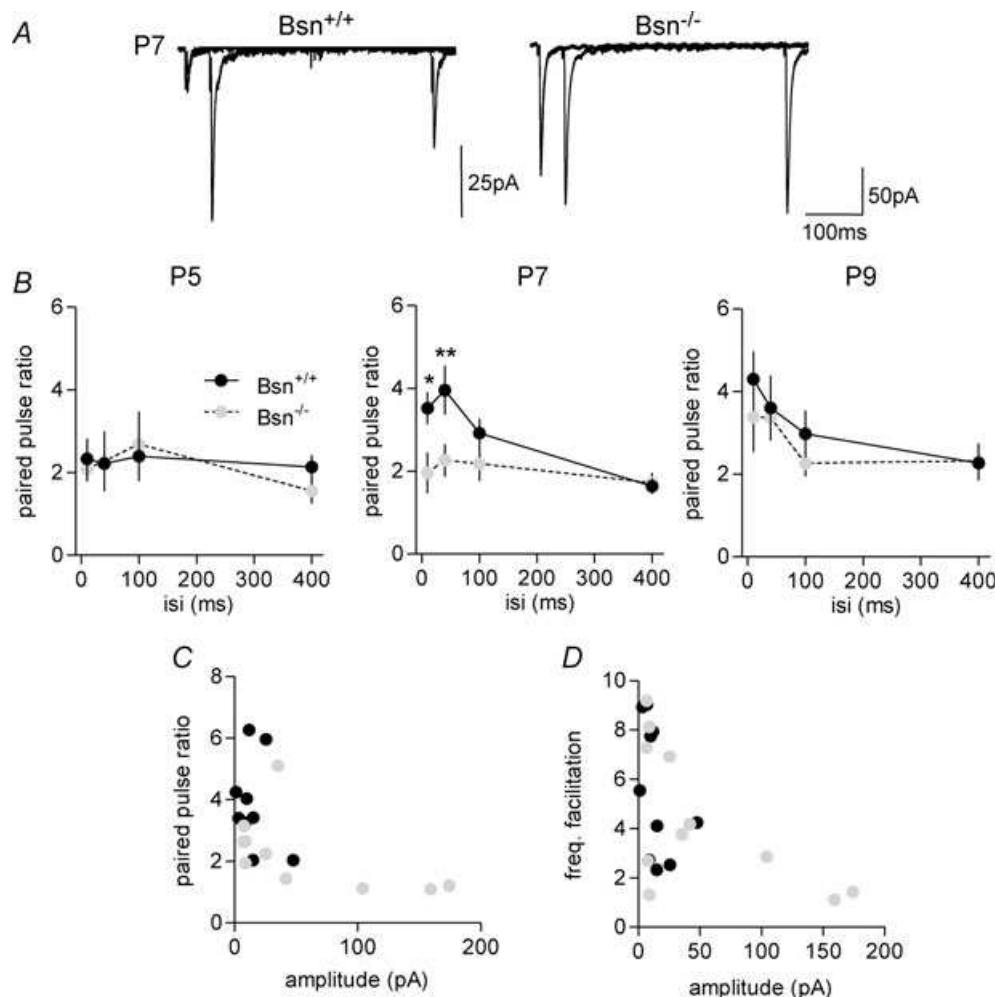 A
Bsn+/+
Bsn-/-
P7
25pA
50pA
100ms
B
P5
P7
P9
6
4
2
0
paired pulse ratio
Bsn+/+
Bsn-/-
0 100 200 300 400
isi (ms)
6
4
2
0
paired pulse ratio
* **
0 100 200 300 400
isi (ms)
6
4
2
0
paired pulse ratio
0 100 200 300 400
isi (ms)
C
8
6
4
2
0
paired pulse ratio
0 100 200
amplitude (pA)
D
10
8
6
4
2
0
freq. facilitation
0 50 100 150 200
amplitude (pA)